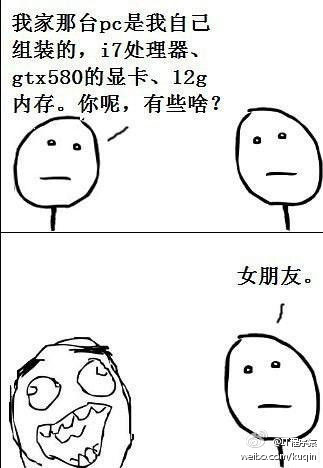 我家那台pc是我自己
组装的，i7处理器、
gtx580的显卡、12g
内存。你呢，有些啥？
女朋友。
weibo.com/kuqin